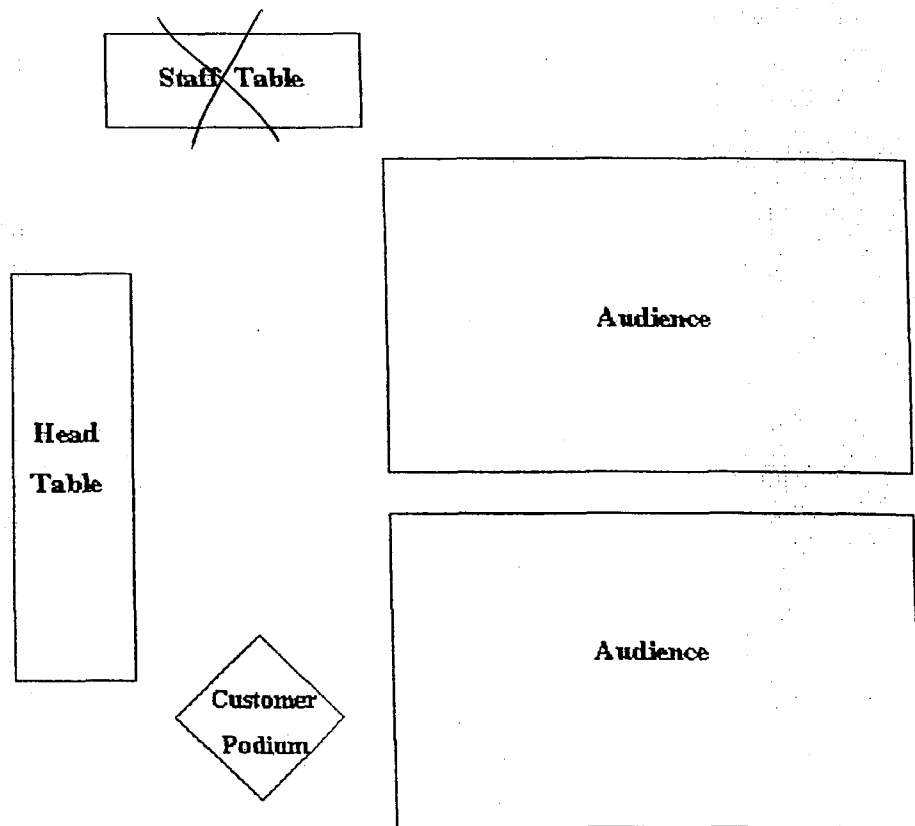 Staff Table
Audience
Head
Table
Audience
Customer
Podium